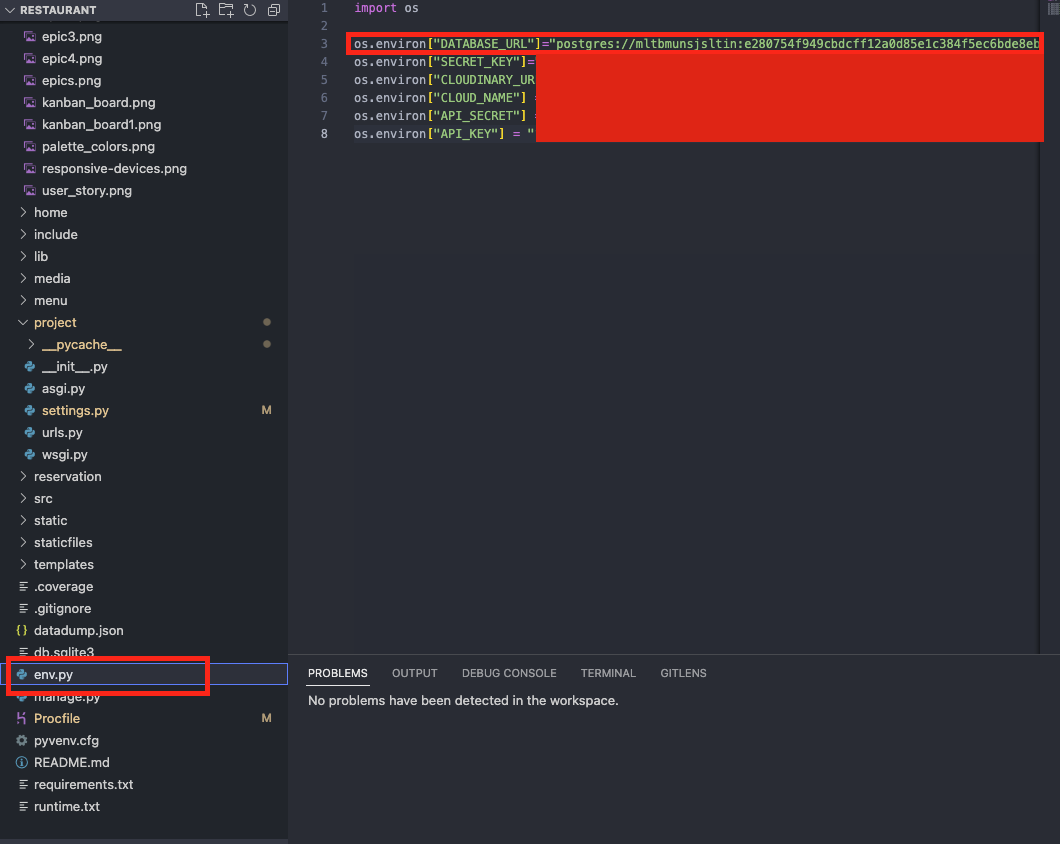 RESTAURANT
epic3.png
epic4.png
epics.png
kanban_board.png
kanban_board1.png
palette_colors.png
responsive-devices.png
user_story.png
home
include
lib
media
menu
project
__pycache__
__init__.py
asgi.py
settings.py M
urls.py
wsgi.py
reservation
src
static
staticfiles
templates
.coverage
.gitignore
{} datadump.json
db.sqlite3
env.py
manage.py
Procfile M
pyvenv.cfg
README.md
requirements.txt
runtime.txt
1 import os
2
3 os.environ["DATABASE_URL"]="postgres://mltbmunsjsltin:e280754f949cbdcff12a0d85e1c384f5ec6bde8eb
4 os.environ["SECRET_KEY"]=
5 os.environ["CLOUDINARY_UR
6 os.environ["CLOUD_NAME"] =
7 os.environ["API_SECRET"] =
8 os.environ["API_KEY"] = "
PROBLEMS OUTPUT DEBUG CONSOLE TERMINAL GITLENS
No problems have been detected in the workspace.